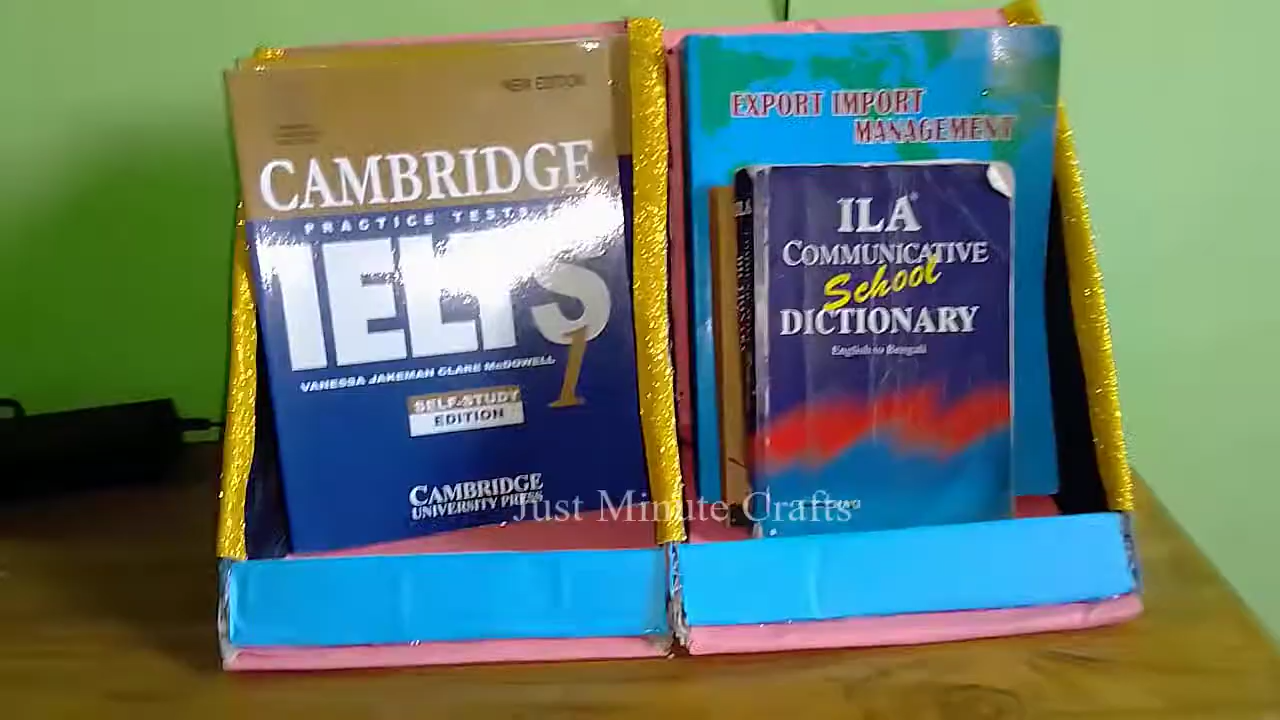 NEW EDITION
CAMBRIDGE
PRACTICE TESTS
IELTS
1
VANESSA JAKEMAN CLARE McDOWELL
SELF-STUDY
EDITION
CAMBRIDGE
UNIVERSITY PRESS
EXPORT IMPORT
MANAGEMENT
ILA
COMMUNICATIVE
School
DICTIONARY
English to Bengali
Just Minute Crafts